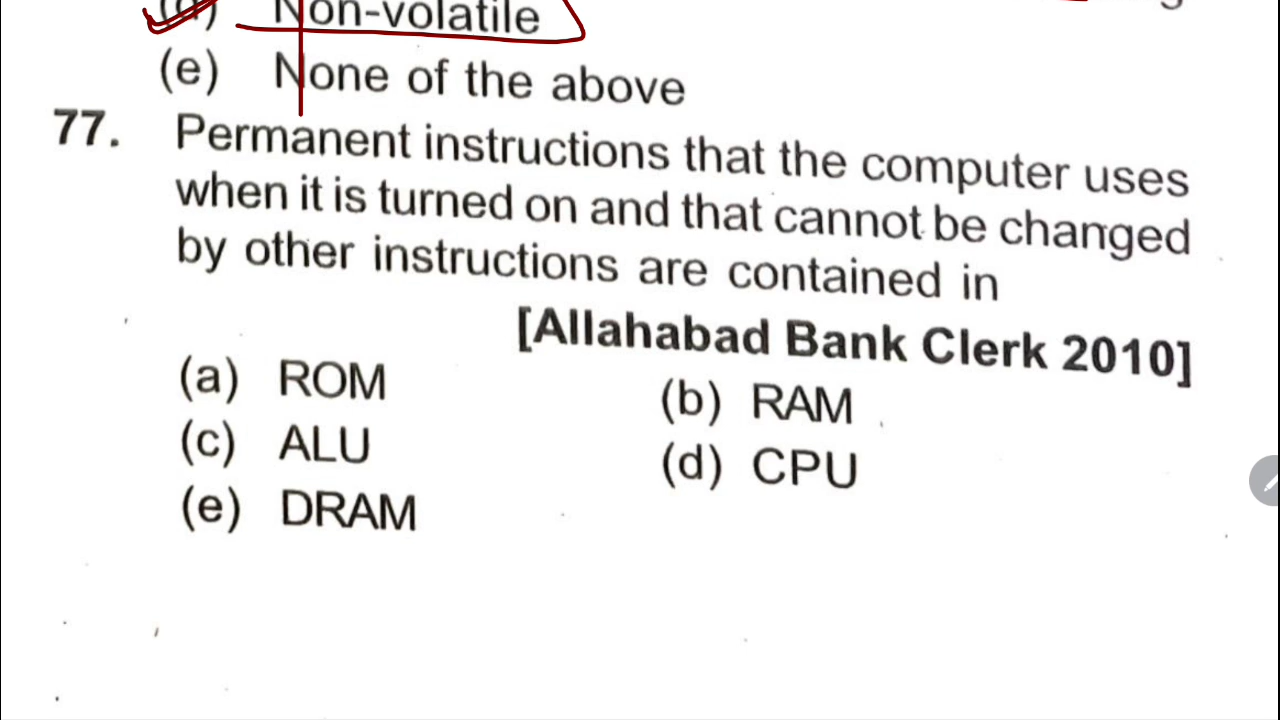 (d) Non-volatile
(e) None of the above
77. Permanent instructions that the computer uses
when it is turned on and that cannot be changed
by other instructions are contained in
[Allahabad Bank Clerk 2010]
(a) ROM (b) RAM
(c) ALU (d) CPU
(e) DRAM